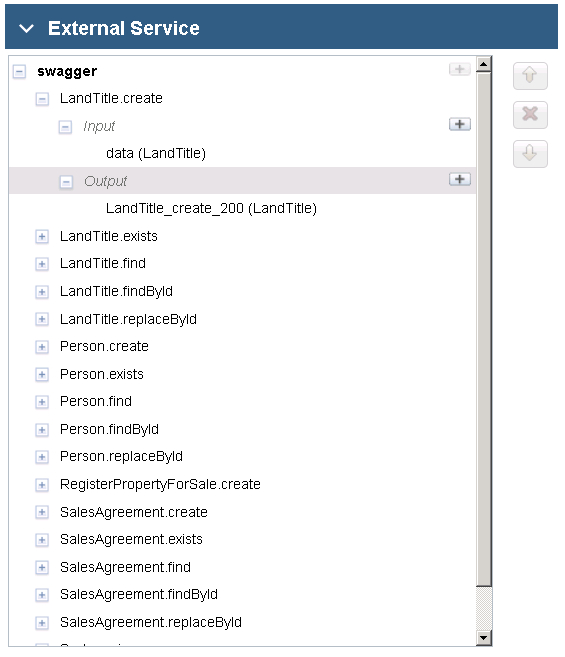 External Service
swagger
LandTitle.create
Input
data (LandTitle)
Output
LandTitle_create_200 (LandTitle)
LandTitle.exists
LandTitle.find
LandTitle.findById
LandTitle.replaceById
Person.create
Person.exists
Person.find
Person.findById
Person.replaceById
RegisterPropertyForSale.create
SalesAgreement.create
SalesAgreement.exists
SalesAgreement.find
SalesAgreement.findById
SalesAgreement.replaceById